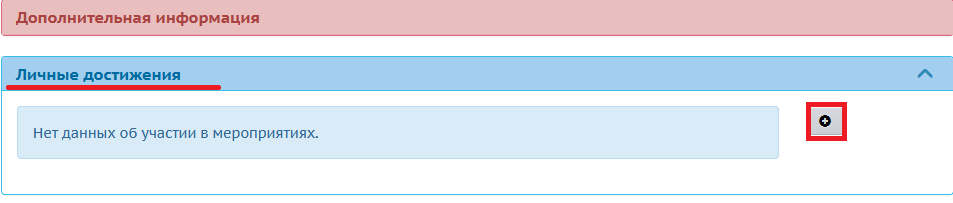 Дополнительная информация
Личные достижения
Нет данных об участии в мероприятиях.